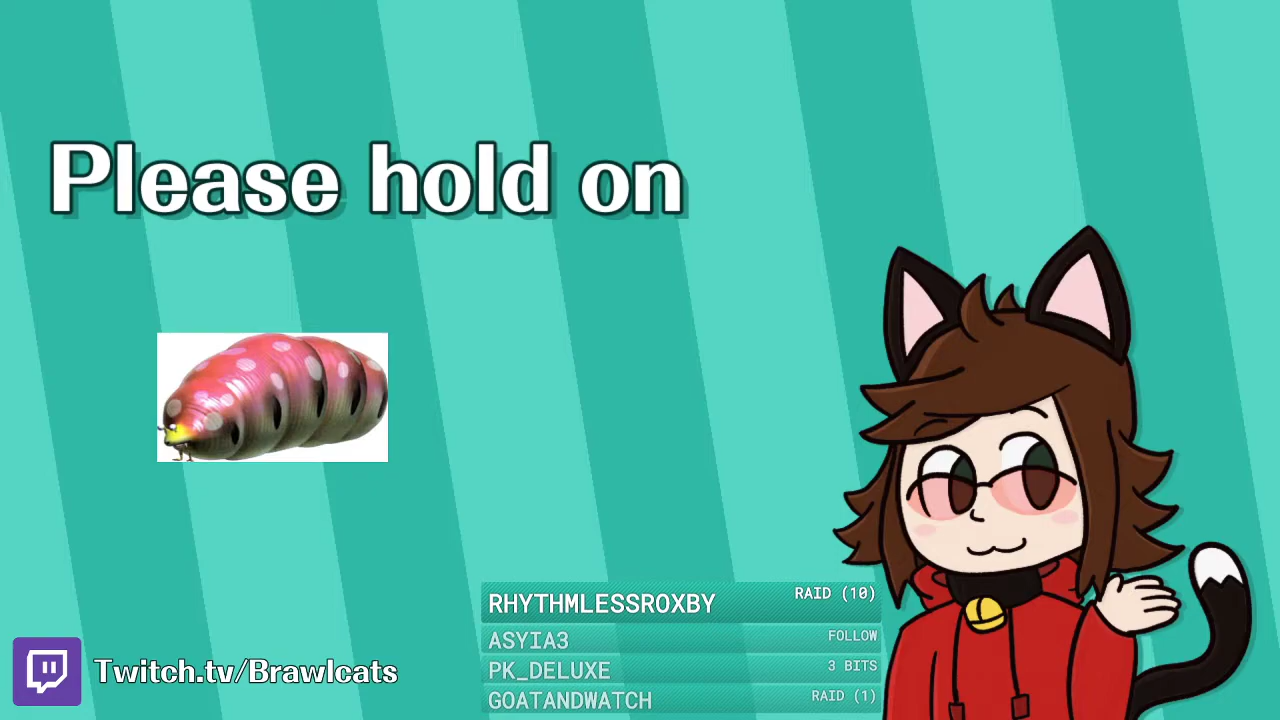 Please hold on
RHYTHMLESSROXBY RAID (10)
ASYIA3 FOLLOW
PK_DELUXE 3 BITS
GOATANDWATCH RAID (1)
Twitch.tv/Brawlcats